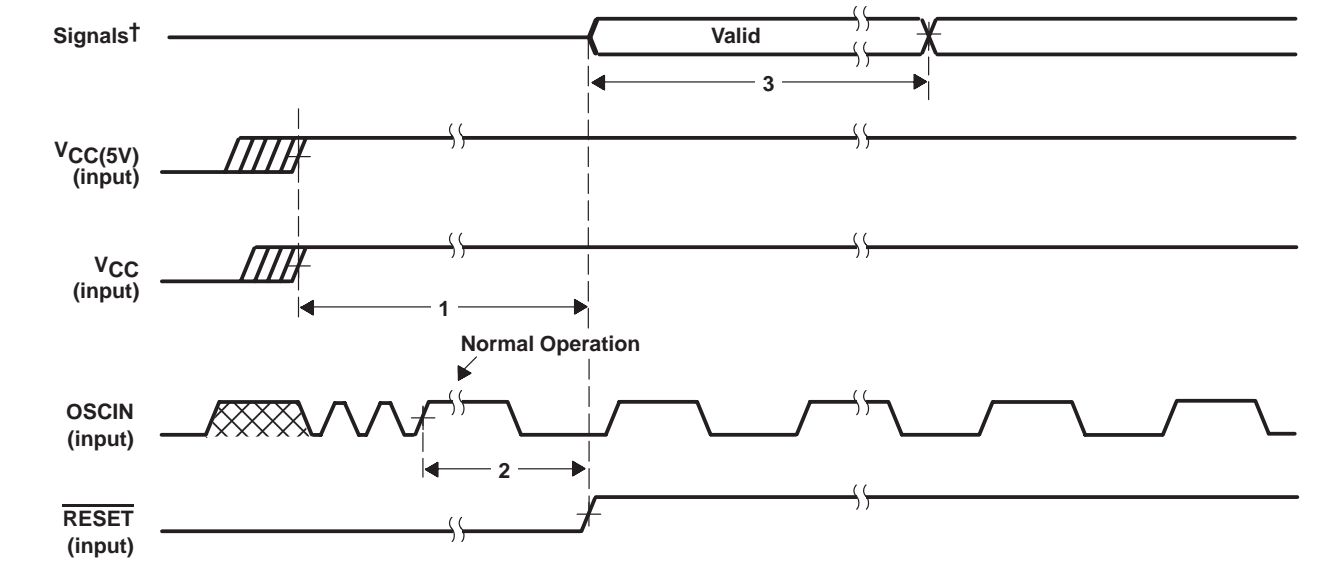 Signals†
Valid
3
VCC(5V)
(input)
VCC
(input)
1
Normal Operation
OSCIN
(input)
2
RESET
(input)